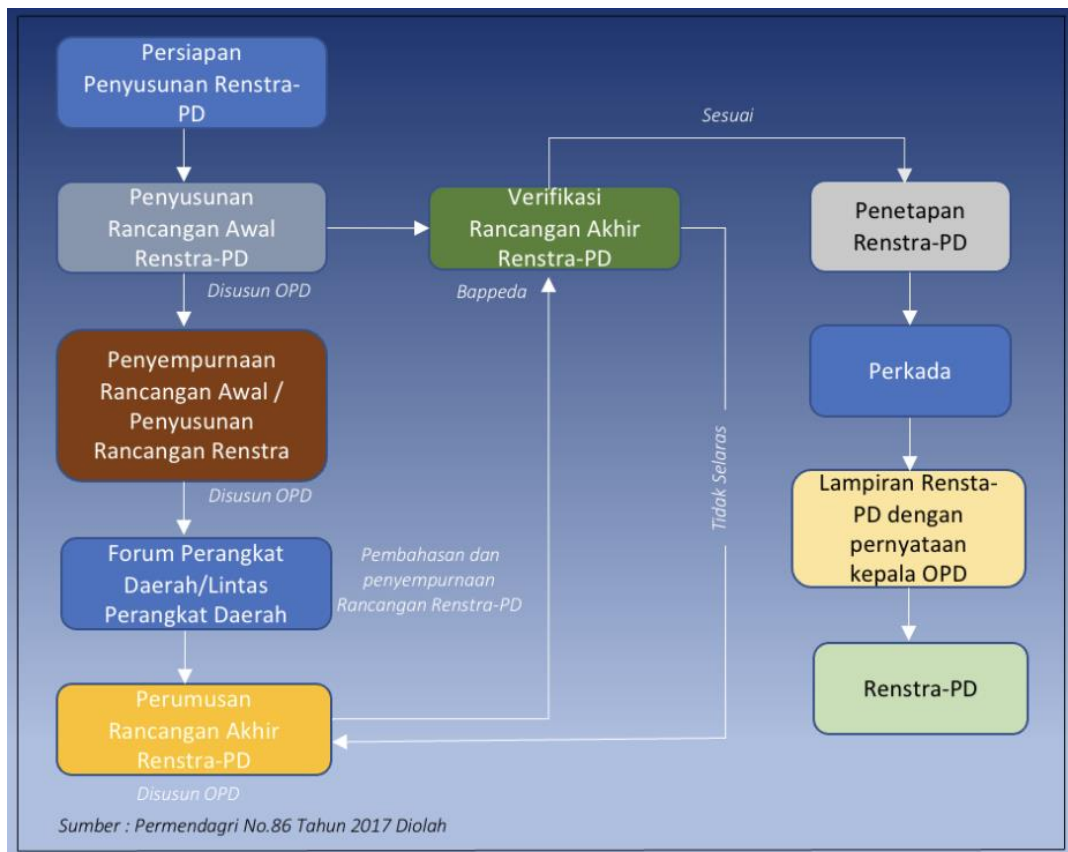 Persiapan
Penyusunan Renstra-
PD
Penyusunan
Rancangan Awal
Renstra-PD
Disusun OPD
Penyempurnaan
Rancangan Awal /
Penyusunan
Rancangan Renstra
Disusun OPD
Forum Perangkat
Daerah/Lintas
Perangkat Daerah
Pembahasan dan
penyempurnaan
Rancangan Renstra-PD
Perumusan
Rancangan Akhir
Renstra-PD
Disusun OPD
Verifikasi
Rancangan Akhir
Renstra-PD
Bappeda
Sesuai
Tidak Selaras
Penetapan
Renstra-PD
Perkada
Lampiran Rensta-
PD dengan
pernyataan
kepala OPD
Renstra-PD
Sumber : Permendagri No.86 Tahun 2017 Diolah